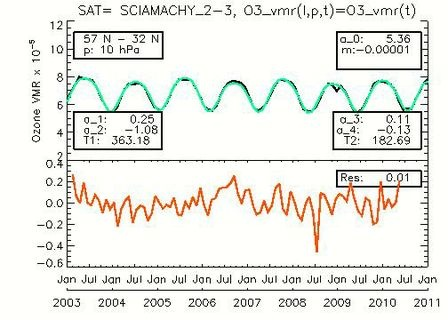 SAT= SCIAMACHY_2-3, O3_vmr(l,p,t)=O3_vmr(t)
12
10
8
6
4
2
Ozone VMR x 10⁻⁶
57 N - 32 N
p: 10 hPa
a_0: 5.36
m:-0.00001
a_1: 0.25
a_2: -1.08
T1: 363.18
a_3: 0.11
a_4: -0.13
T2: 182.69
0.4
0.2
0.0
-0.2
-0.4
-0.6
Res: 0.01
Jan Jul Jan Jul Jan Jul Jan Jul Jan Jul Jan Jul Jan Jul Jan Jul Jan
2003 2004 2005 2006 2007 2008 2009 2010 2011